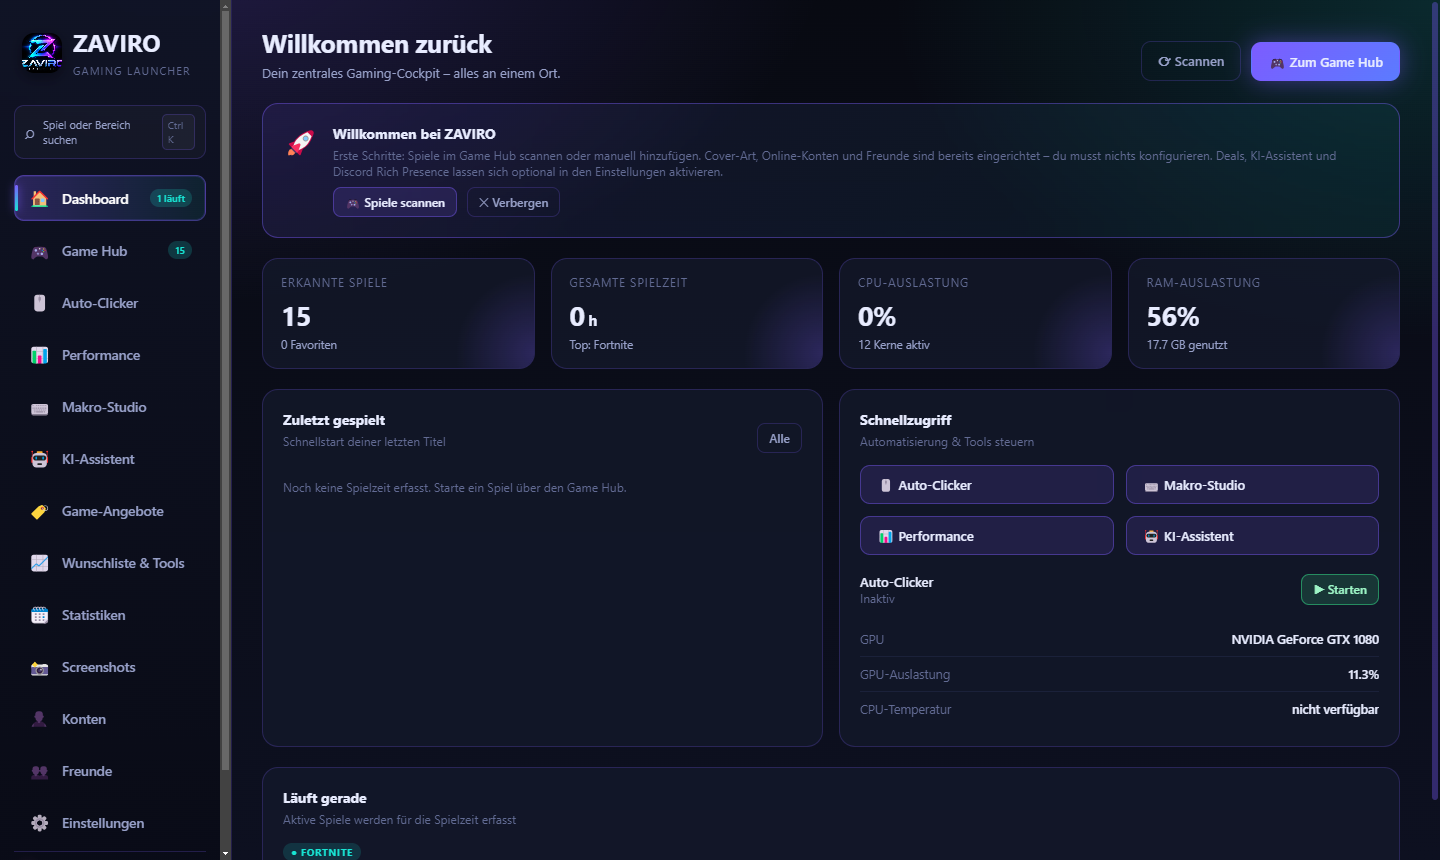 ZAVIRO
GAMING LAUNCHER
Spiel oder Bereich
suchen
Ctrl
K
Dashboard
1 läuft
Game Hub
15
Auto-Clicker
Performance
Makro-Studio
KI-Assistent
Game-Angebote
Wunschliste & Tools
Statistiken
Screenshots
Konten
Freunde
Einstellungen
Willkommen zurück
Dein zentrales Gaming-Cockpit – alles an einem Ort.
⟳ Scannen
Zum Game Hub
Willkommen bei ZAVIRO
Erste Schritte: Spiele im Game Hub scannen oder manuell hinzufügen. Cover-Art, Online-Konten und Freunde sind bereits eingerichtet – du musst nichts konfigurieren. Deals, KI-Assistent und
Discord Rich Presence lassen sich optional in den Einstellungen aktivieren.
Spiele scannen
✕ Verbergen
ERKANNTE SPIELE
15
0 Favoriten
GESAMTE SPIELZEIT
0 h
Top: Fortnite
CPU-AUSLASTUNG
0%
12 Kerne aktiv
RAM-AUSLASTUNG
56%
17.7 GB genutzt
Zuletzt gespielt
Schnellstart deiner letzten Titel
Alle
Noch keine Spielzeit erfasst. Starte ein Spiel über den Game Hub.
Schnellzugriff
Automatisierung & Tools steuern
Auto-Clicker
Makro-Studio
Performance
KI-Assistent
Auto-Clicker
Inaktiv
▶ Starten
GPU
NVIDIA GeForce GTX 1080
GPU-Auslastung
11.3%
CPU-Temperatur
nicht verfügbar
Läuft gerade
Aktive Spiele werden für die Spielzeit erfasst
● FORTNITE